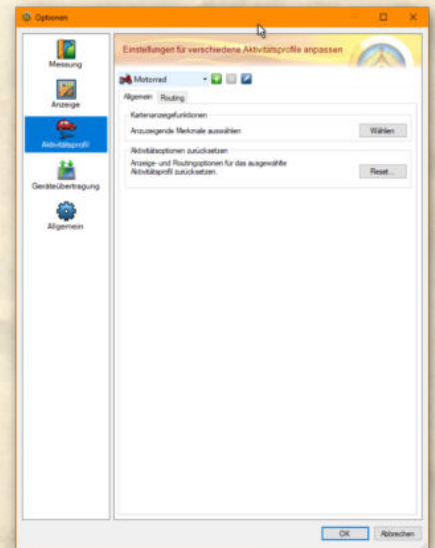 Optionen
Messung
Anzeige
Aktivitätsprofil
Geräteübertragung
Allgemein
Einstellungen für verschiedene Aktivitätsprofile anpassen
Motorrad
Allgemein Routing
Kartenanzeigefunktionen
Anzuzeigende Merkmale auswählen
Wählen
Aktivitätsoptionen zurücksetzen
Anzeige- und Routingoptionen für das ausgewählte
Aktivitätsprofil zurücksetzen.
Reset...
OK Abbrechen